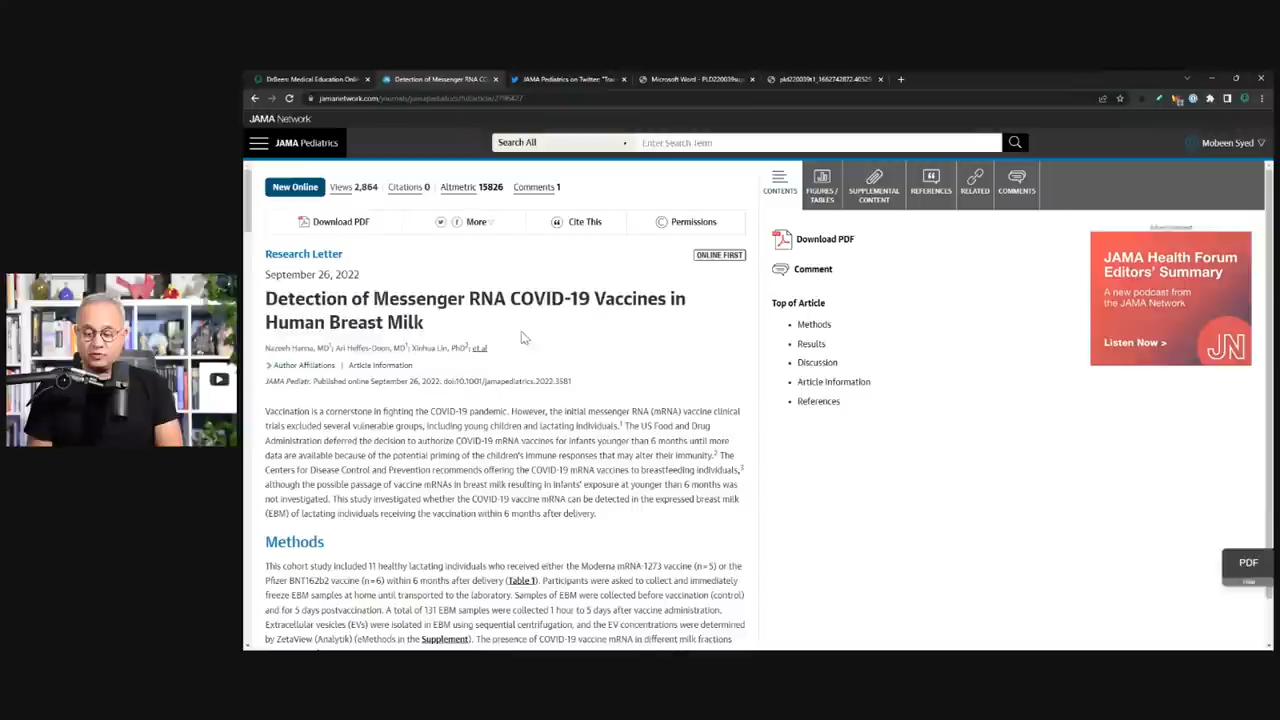 DrBeen: Medical Education Onli
Detection of Messenger RNA CO
JAMA Pediatrics on Twitter: "Tra
Microsoft Word - PLD220039su
pld220039t1_1662742872.40525
jamanetwork.com/journals/jamapediatrics/fullarticle/2796427
JAMA Network
JAMA Pediatrics
Search All
Enter Search Term
Mobeen Syed
New Online
Views 2,864
Citations 0
Altmetric 15826
Comments 1
Download PDF
More
Cite This
Permissions
Research Letter
ONLINE FIRST
September 26, 2022
Detection of Messenger RNA COVID-19 Vaccines in
Human Breast Milk
Nazeeh Hanna, MD1; Ari Heffes-Doon, MD1; Xinhua Lin, PhD2; et al
Author Affiliations | Article Information
JAMA Pediatr. Published online September 26, 2022. doi:10.1001/jamapediatrics.2022.3581
Vaccination is a cornerstone in fighting the COVID-19 pandemic. However, the initial messenger RNA (mRNA) vaccine clinical
trials excluded several vulnerable groups, including young children and lactating individuals.1 The US Food and Drug
Administration deferred the decision to authorize COVID-19 mRNA vaccines for infants younger than 6 months until more
data are available because of the potential priming of the children's immune responses that may alter their immunity.2 The
Centers for Disease Control and Prevention recommends offering the COVID-19 mRNA vaccines to breastfeeding individuals,3
although the possible passage of vaccine mRNAs in breast milk resulting in infants' exposure at younger than 6 months was
not investigated. This study investigated whether the COVID-19 vaccine mRNA can be detected in the expressed breast milk
(EBM) of lactating individuals receiving the vaccination within 6 months after delivery.
Methods
This cohort study included 11 healthy lactating individuals who received either the Moderna mRNA-1273 vaccine (n = 5) or the
Pfizer BNT162b2 vaccine (n = 6) within 6 months after delivery (Table 1). Participants were asked to collect and immediately
freeze EBM samples at home until transported to the laboratory. Samples of EBM were collected before vaccination (control)
and for 5 days postvaccination. A total of 131 EBM samples were collected 1 hour to 5 days after vaccine administration.
Extracellular vesicles (EVs) were isolated in EBM using sequential centrifugation, and the EV concentrations were determined
by ZetaView (Analytik) (eMethods in the Supplement). The presence of COVID-19 vaccine mRNA in different milk fractions
CONTENTS
FIGURES /
TABLES
SUPPLEMENTAL
CONTENT
REFERENCES
RELATED
COMMENTS
Download PDF
Comment
Top of Article
Methods
Results
Discussion
Article Information
References
Advertisement
JAMA Health Forum
Editors' Summary
A new podcast from
the JAMA Network
Listen Now >
JN
PDF